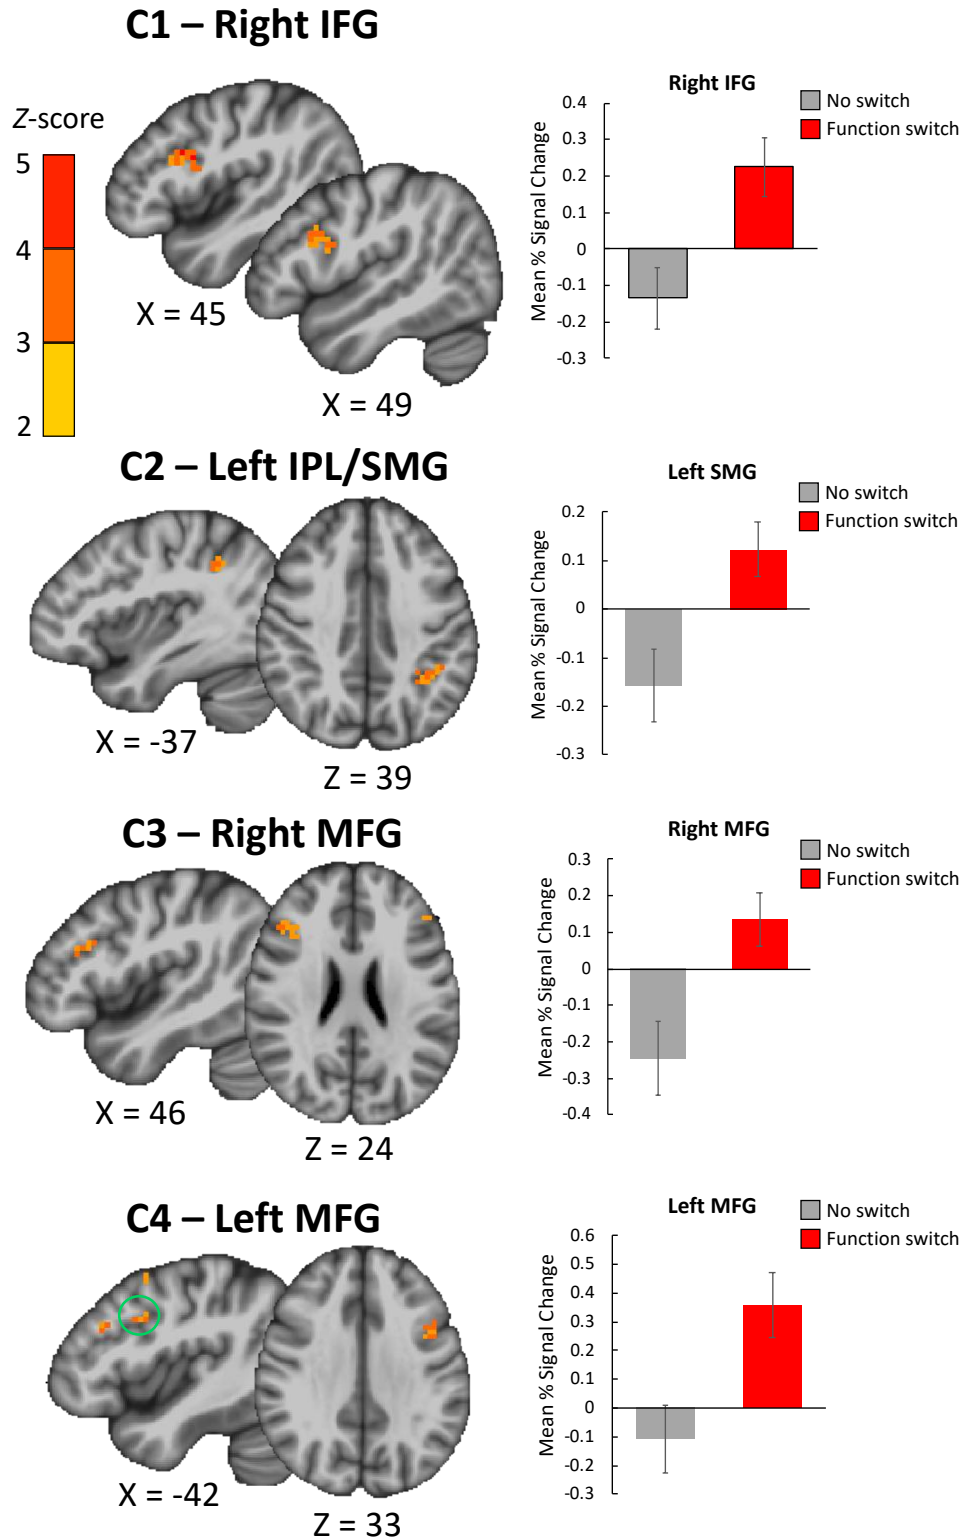 C1 – Right IFG
Z-score
5
4
3
2
X = 45
X = 49
Right IFG
No switch
Function switch
Mean % Signal Change
0.4
0.3
0.2
0.1
0
-0.1
-0.2
-0.3
C2 – Left IPL/SMG
X = -37
Z = 39
Left SMG
No switch
Function switch
Mean % Signal Change
0.2
0.1
0
-0.1
-0.2
-0.3
C3 – Right MFG
X = 46
Z = 24
Right MFG
No switch
Function switch
Mean % Signal Change
0.3
0.2
0.1
0
-0.1
-0.2
-0.3
-0.4
C4 – Left MFG
X = -42
Z = 33
Left MFG
No switch
Function switch
Mean % Signal Change
0.6
0.5
0.4
0.3
0.2
0.1
0
-0.1
-0.2
-0.3